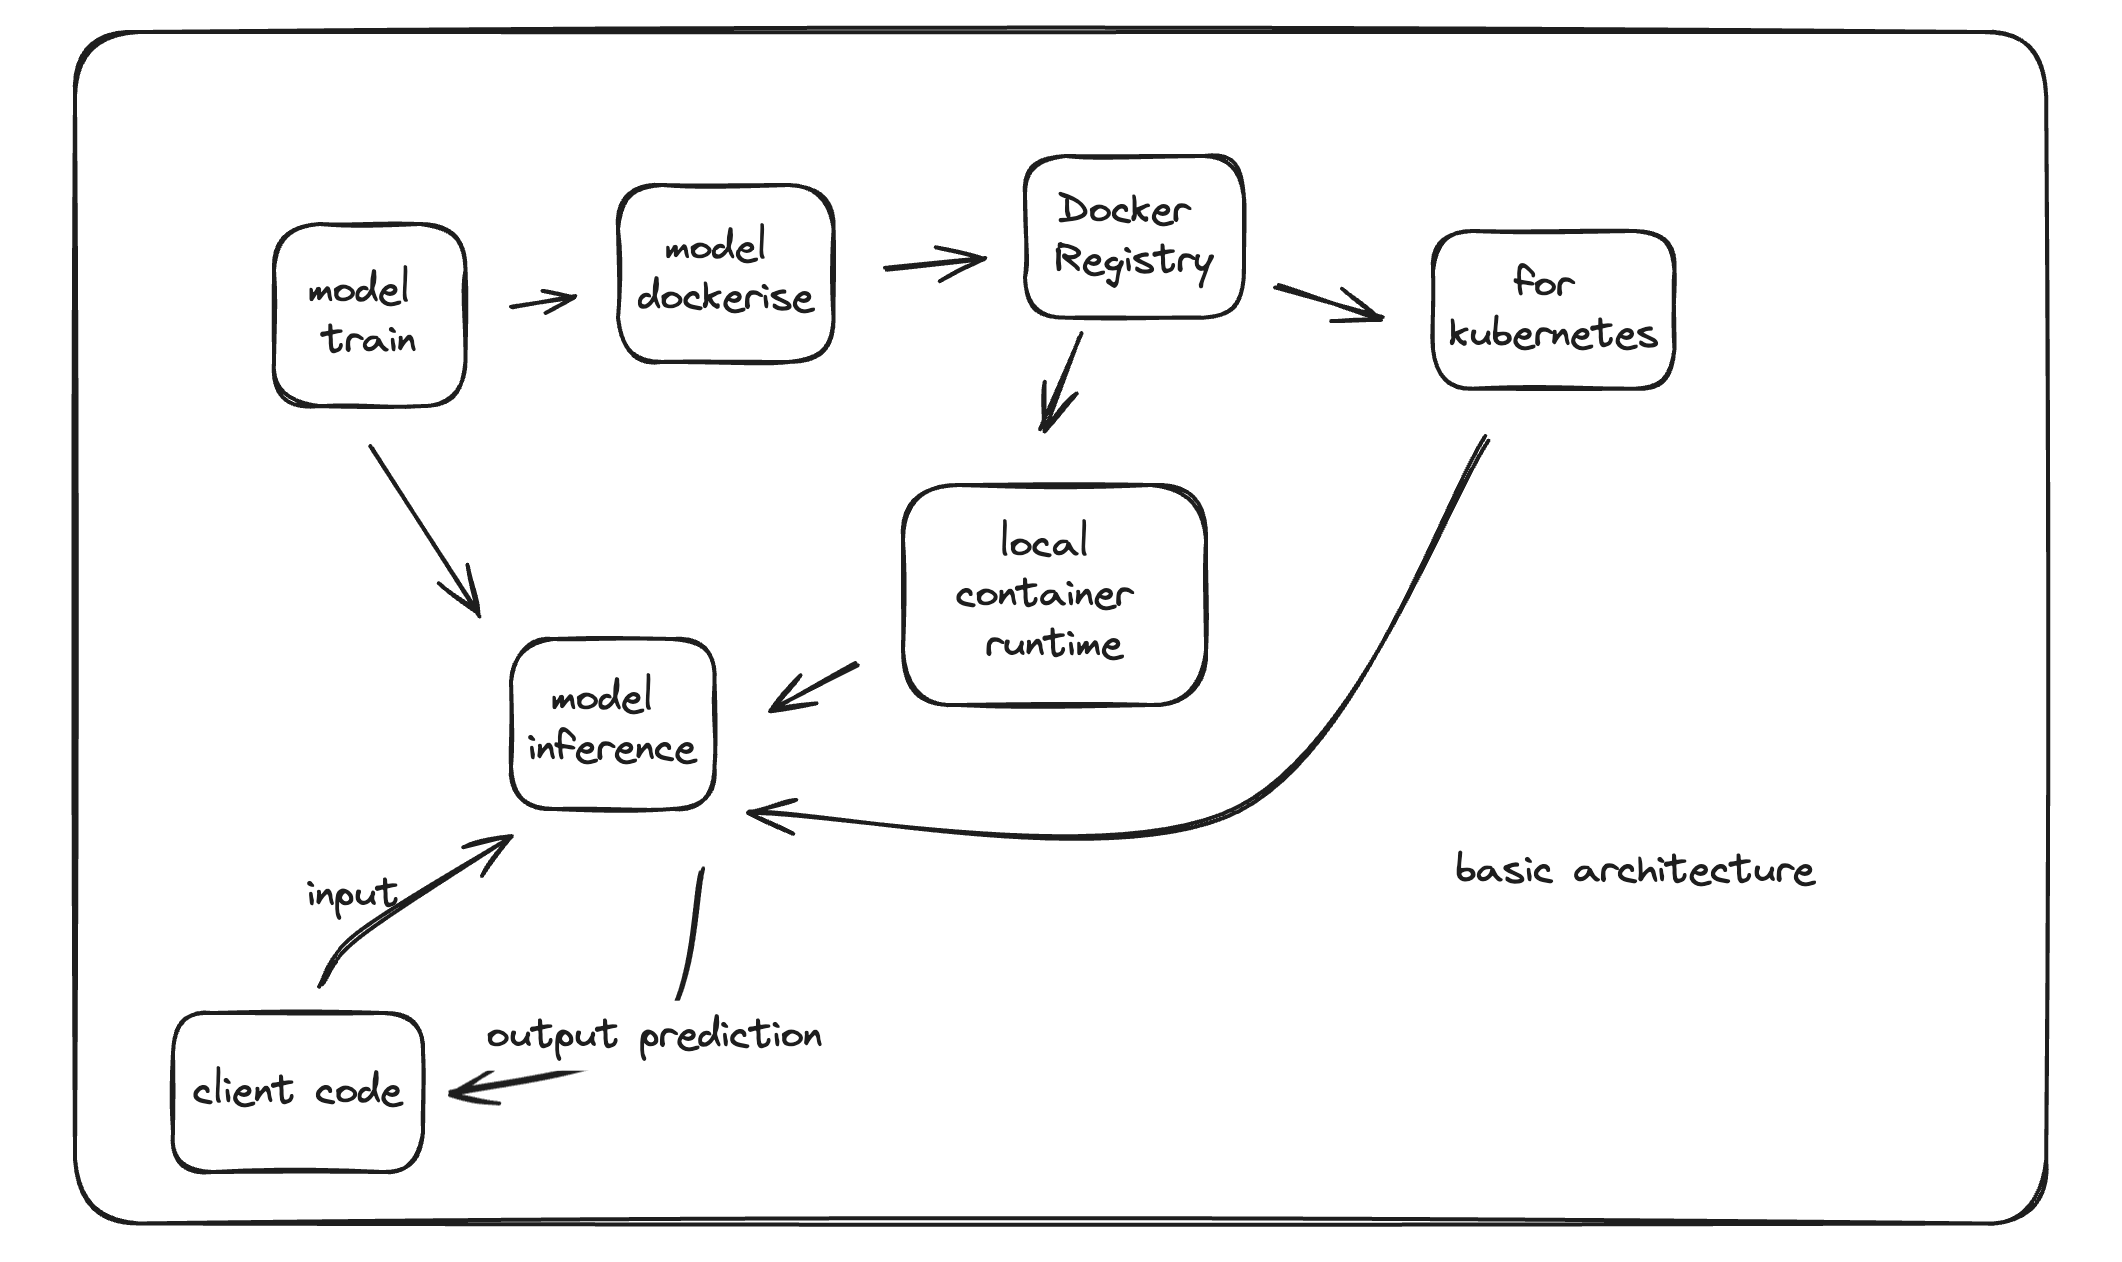 model
train
model
dockerise
Docker
Registry
for
kubernetes
local
container
runtime
model
inference
basic architecture
input
output prediction
client code